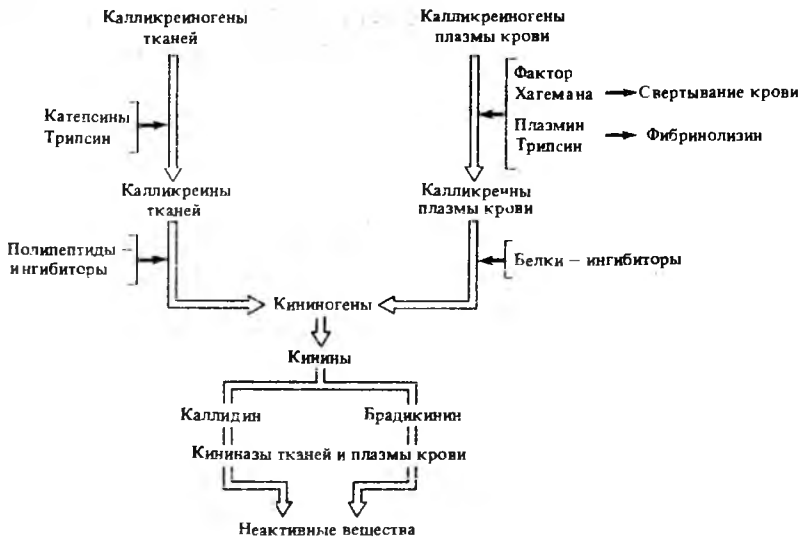 Калликреиногены
тканей
Калликреиногены
плазмы крови
Фактор
Хагемана
Свертывание крови
Плазмин
Трипсин
Фибринолизин
Катепсины
Трипсин
Калликреины
тканей
Калликреины
плазмы крови
Полипептиды –
ингибиторы
Белки – ингибиторы
Кининогены
Кинины
Каллидин
Брадикинин
Кининазы тканей и плазмы крови
Неактивные вещества